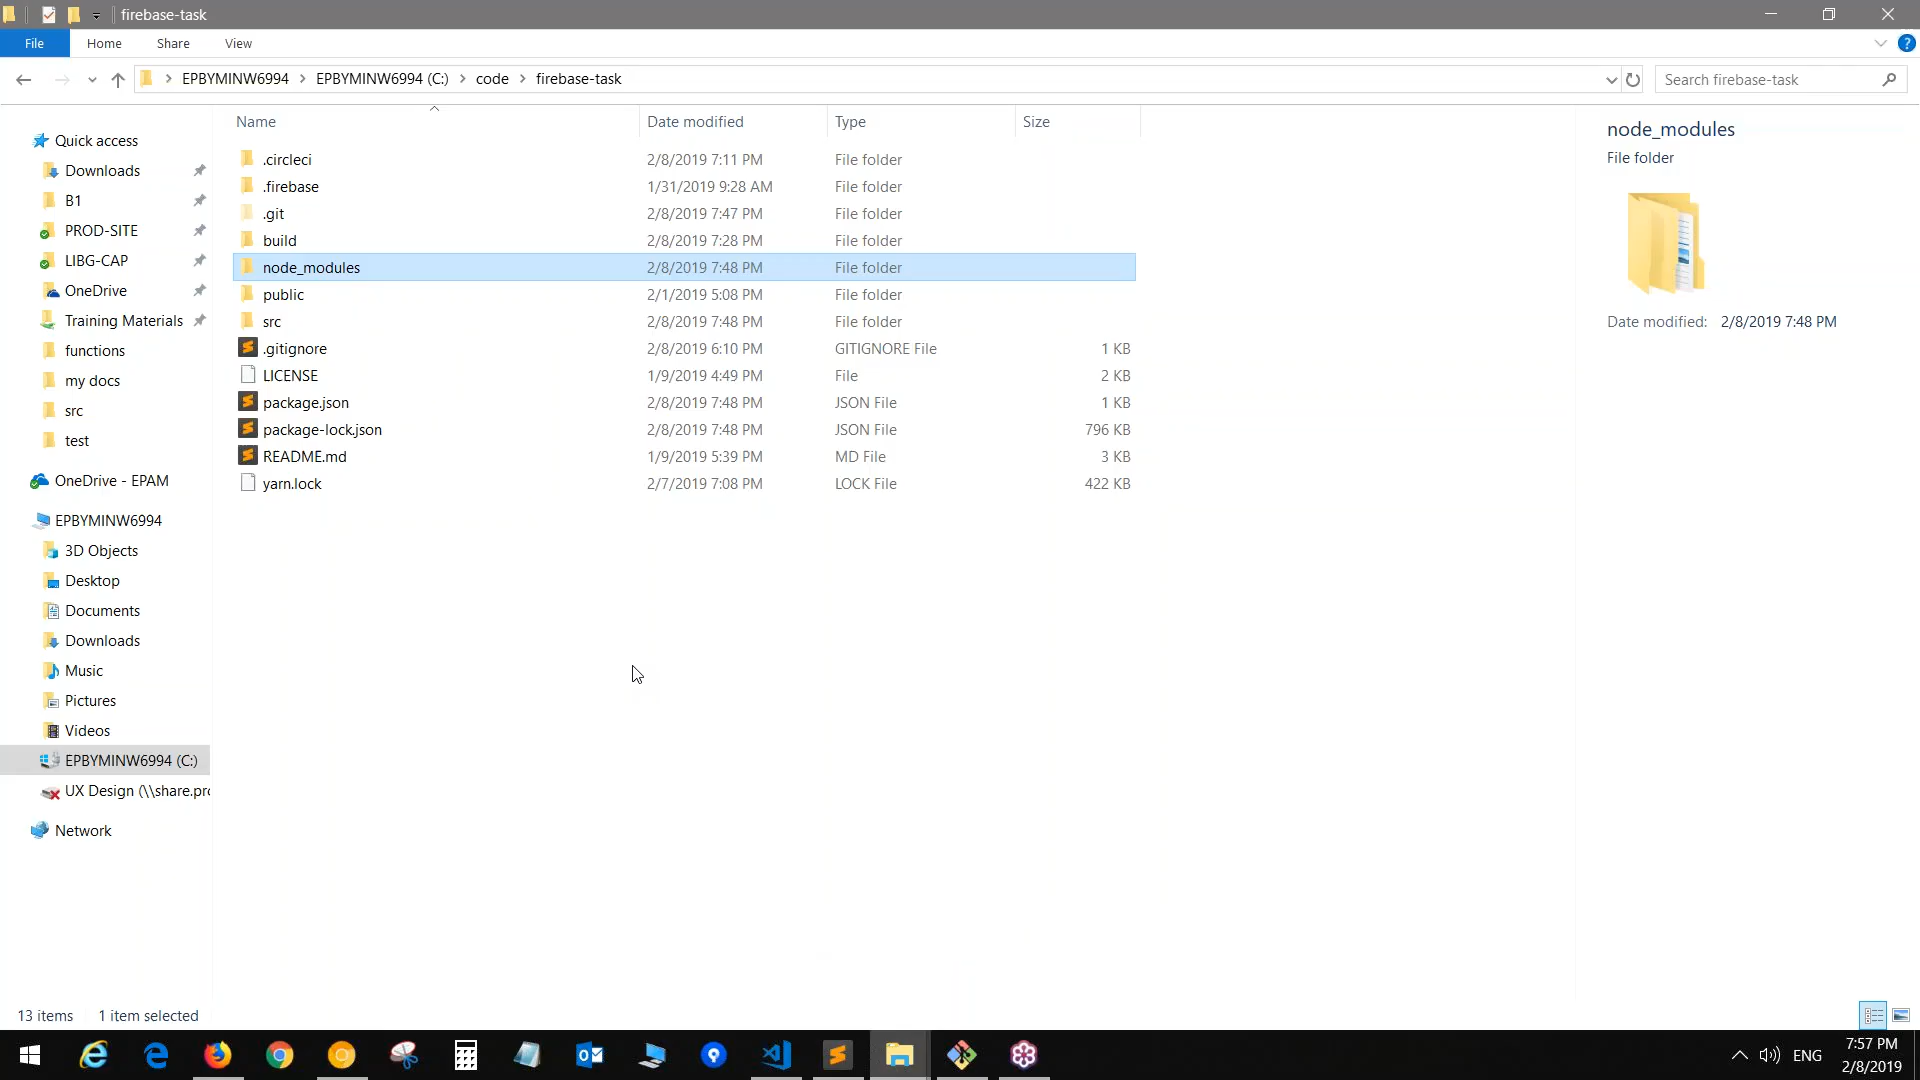 firebase-task
File Home Share View
EPBYMINW6994 EPBYMINW6994 (C:) code firebase-task
Search firebase-task
Name Date modified Type Size
.circleci 2/8/2019 7:11 PM File folder
.firebase 1/31/2019 9:28 AM File folder
.git 2/8/2019 7:47 PM File folder
build 2/8/2019 7:28 PM File folder
node_modules 2/8/2019 7:48 PM File folder
public 2/1/2019 5:08 PM File folder
src 2/8/2019 7:48 PM File folder
.gitignore 2/8/2019 6:10 PM GITIGNORE File 1 KB
LICENSE 1/9/2019 4:49 PM File 2 KB
package.json 2/8/2019 7:48 PM JSON File 1 KB
package-lock.json 2/8/2019 7:48 PM JSON File 796 KB
README.md 1/9/2019 5:39 PM MD File 3 KB
yarn.lock 2/7/2019 7:08 PM LOCK File 422 KB
Quick access
Downloads
B1
PROD-SITE
LIBG-CAP
OneDrive
Training Materials
functions
my docs
src
test
OneDrive - EPAM
EPBYMINW6994
3D Objects
Desktop
Documents
Downloads
Music
Pictures
Videos
EPBYMINW6994 (C:)
UX Design (\\share.pro
Network
node_modules
File folder
Date modified: 2/8/2019 7:48 PM
13 items 1 item selected
ENG
7:57 PM
2/8/2019